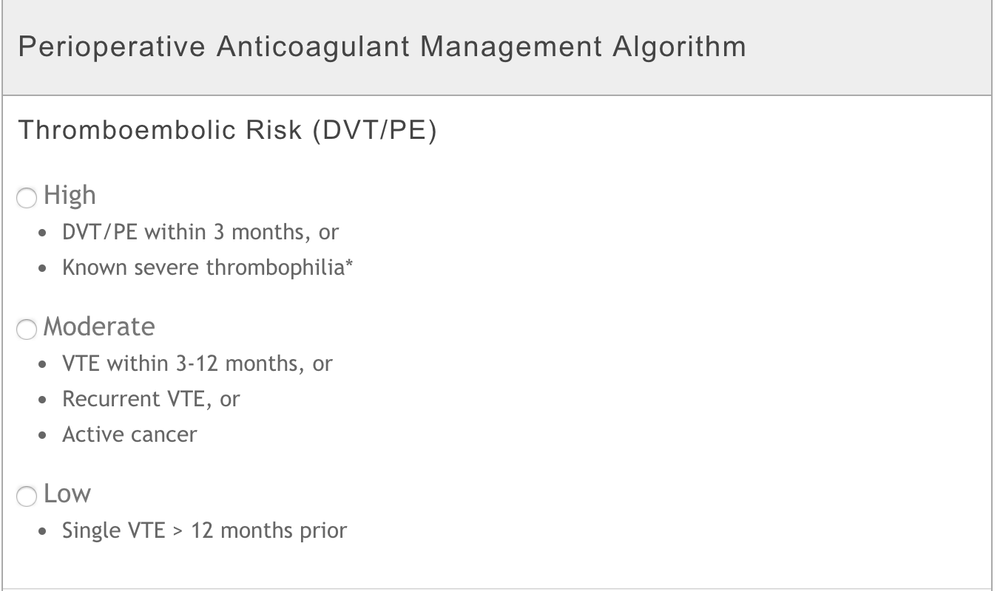 Perioperative Anticoagulant Management Algorithm
Thromboembolic Risk (DVT/PE)
High
• DVT/PE within 3 months, or
• Known severe thrombophilia*
Moderate
• VTE within 3-12 months, or
• Recurrent VTE, or
• Active cancer
Low
• Single VTE > 12 months prior